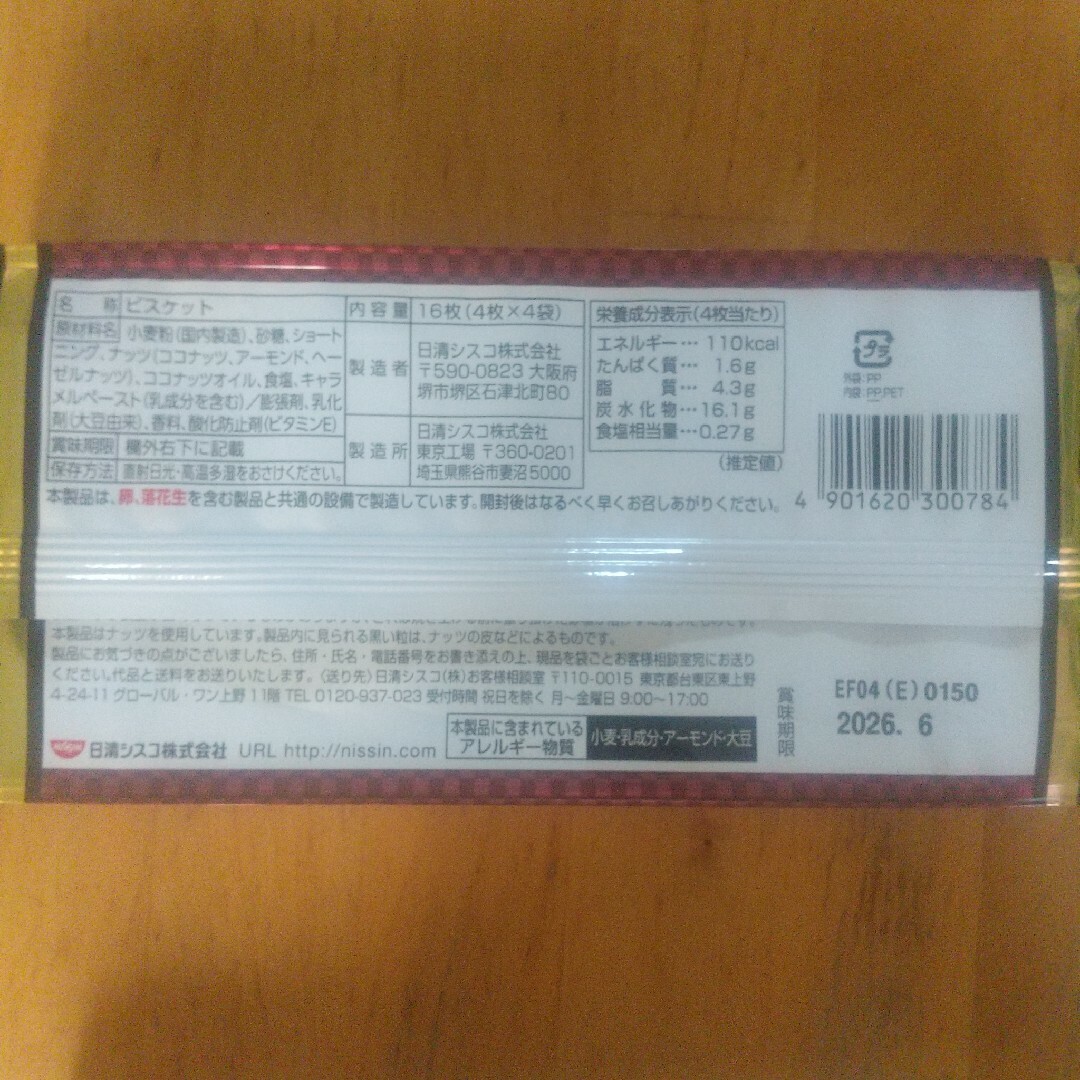 名称 ビスケット
原材料名 小麦粉(国内製造)、砂糖、ショート
ニング、ナッツ(ココナッツ、アーモンド、ヘー
ゼルナッツ)、ココナッツオイル、食塩、キャラ
メルペースト(乳成分を含む)/膨張剤、乳化
剤(大豆由来)、香料、酸化防止剤(ビタミンE)
賞味期限 欄外右下に記載
保存方法 直射日光・高温多湿をおさけください。
内容量 16枚(4枚×4袋)
製造者 日清シスコ株式会社
〒590-0823 大阪府
堺市堺区石津北町80
製造所 日清シスコ株式会社
東京工場 〒360-0201
埼玉県熊谷市妻沼5000
栄養成分表示(4枚当たり)
エネルギー… 110kcal
たんぱく質… 1.6g
脂質… 4.3g
炭水化物…16.1g
食塩相当量…0.27g
(推定値)
プラ
外袋:PP
内袋:PP,PET
4 901620 300784
本製品は、卵、落花生を含む製品と共通の設備で製造しています。開封後はなるべく早くお召しあがりください。
本製品はナッツを使用しています。製品内に見られる黒い粒は、ナッツの皮などによるものです。
製品にお気づきの点がございましたら、住所・氏名・電話番号をお書き添えの上、現品を袋ごとお客様相談室宛にお送り
ください。代品と送料をお送りいたします。〈送り先〉日清シスコ(株)お客様相談室 〒110-0015 東京都台東区東上野
4-24-11 グローバル・ワン上野 11階 TEL 0120-937-023 受付時間 祝日を除く 月〜金曜日 9:00〜17:00
NISSIN 日清シスコ株式会社 URL http://nissin.com
本製品に含まれている
アレルギー物質
小麦・乳成分・アーモンド・大豆
賞味期限
EF04(E)0150
2026. 6